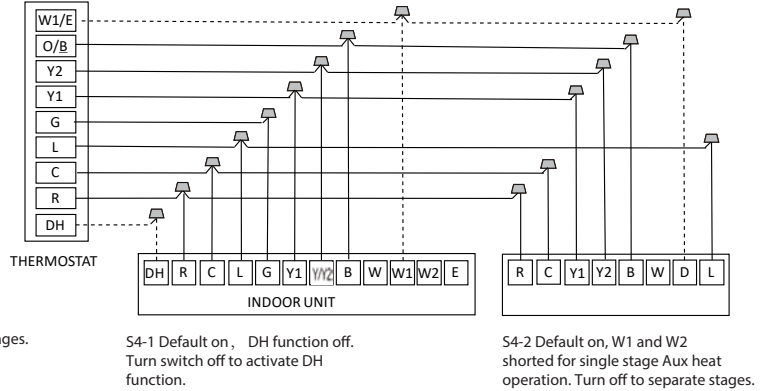 W1/E
O/B
Y2
Y1
G
L
C
R
DH
THERMOSTAT
DH R C L G Y1 Y/Y2 B W W1 W2 E
INDOOR UNIT
R C Y1 Y2 B W D L
ges.
S4-1 Default on， DH function off.
Turn switch off to activate DH
function.
S4-2 Default on, W1 and W2
shorted for single stage Aux heat
operation. Turn off to separate stages.